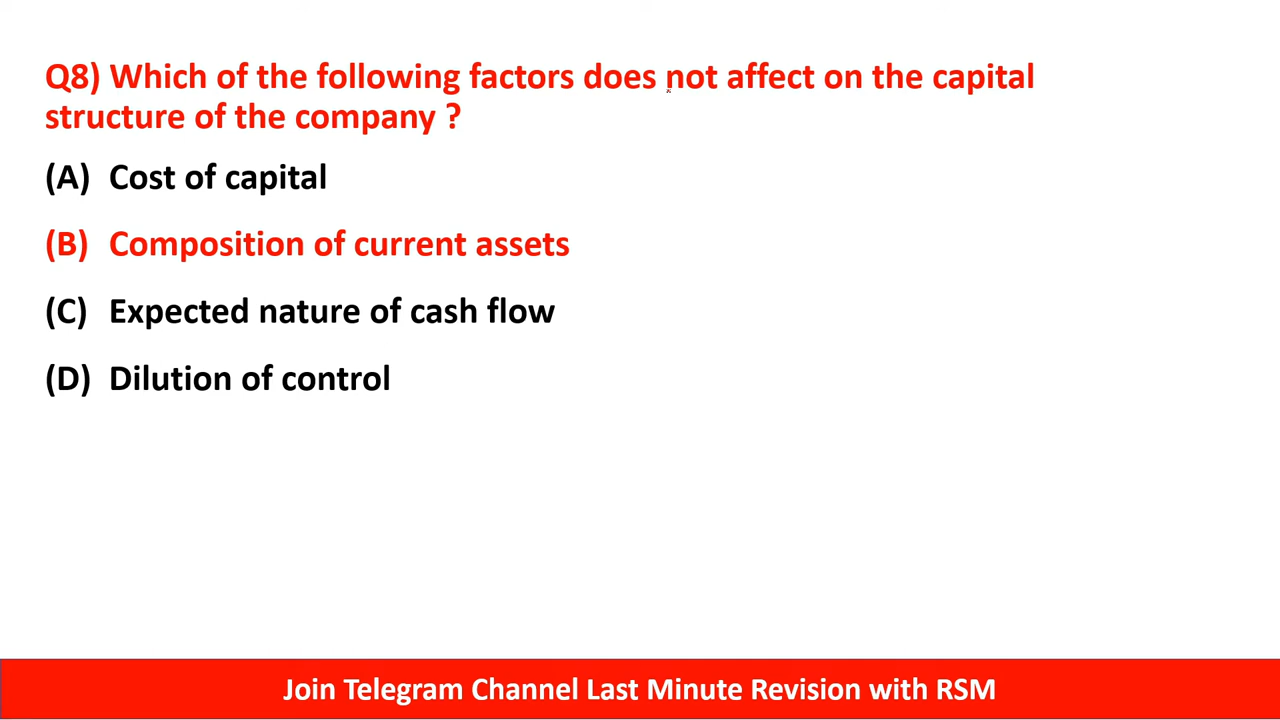 Q8) Which of the following factors does not affect on the capital
structure of the company ?
(A) Cost of capital
(B) Composition of current assets
(C) Expected nature of cash flow
(D) Dilution of control
Join Telegram Channel Last Minute Revision with RSM